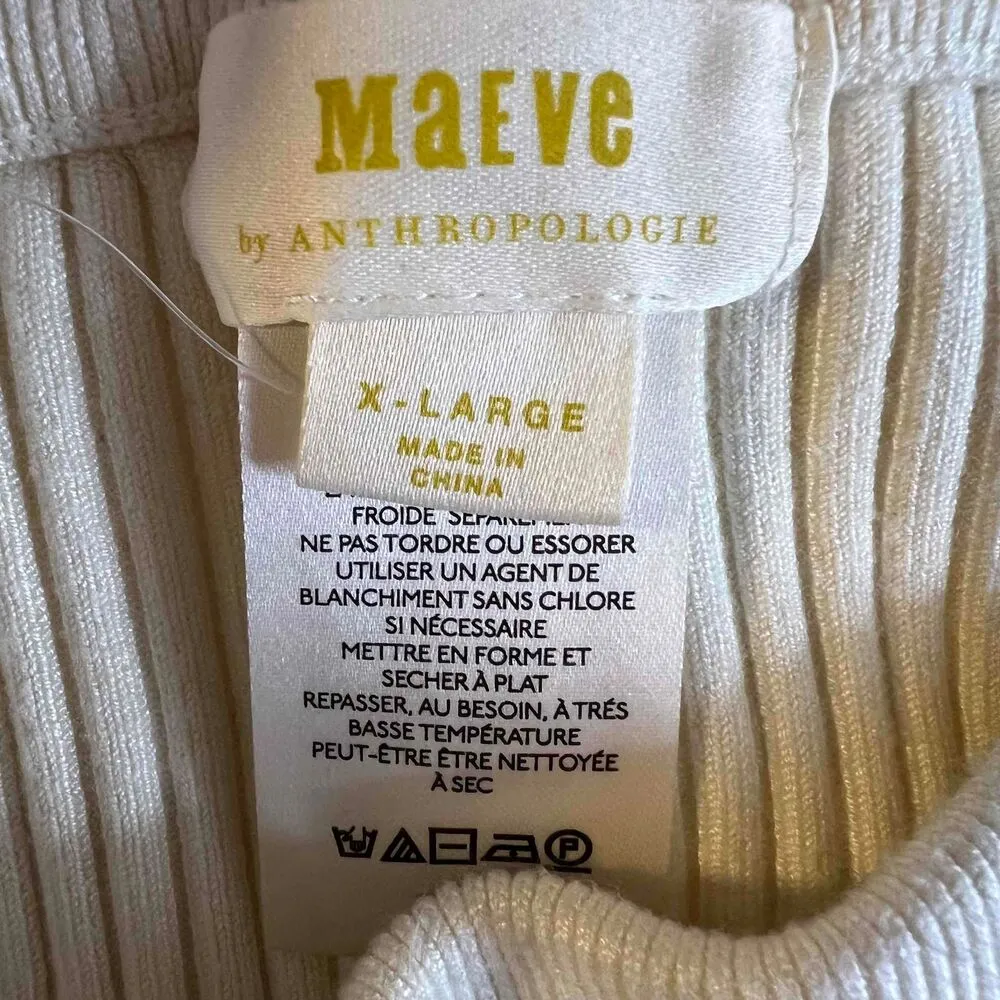 MaEve
by ANTHROPOLOGIE
X-LARGE
MADE IN
CHINA
FROIDE
NE PAS TORDRE OU ESSORER
UTILISER UN AGENT DE
BLANCHIMENT SANS CHLORE
SI NÉCESSAIRE
METTRE EN FORME ET
SECHER À PLAT
REPASSER, AU BESOIN, À TRÉS
BASSE TEMPÉRATURE
PEUT-ÊTRE ÊTRE NETTOYÉE
À SEC
P